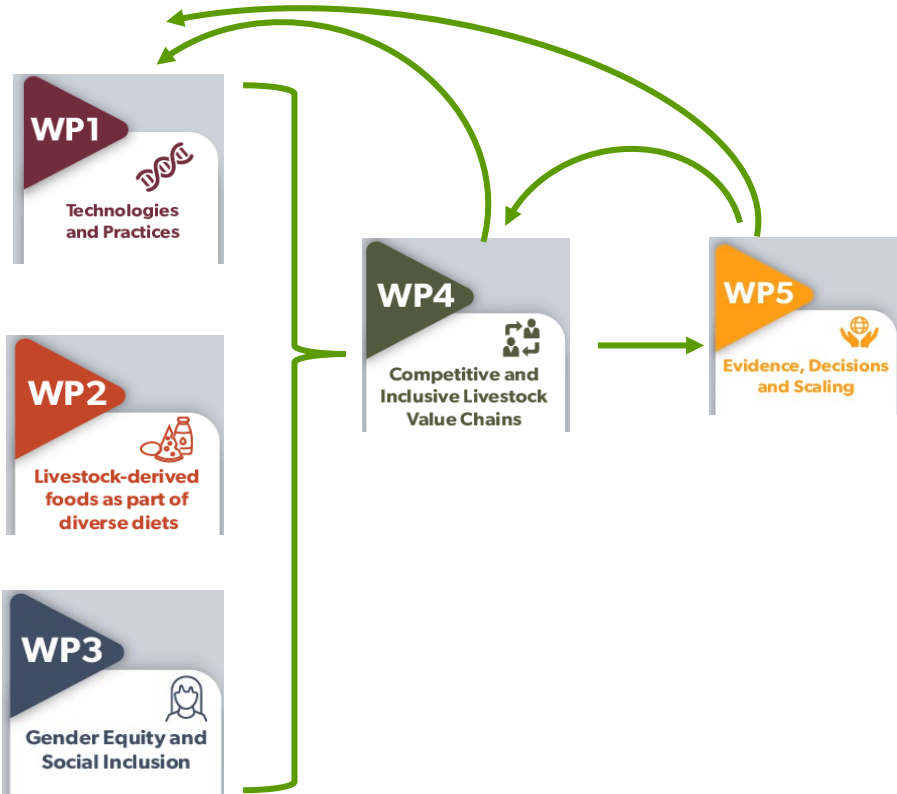 WP1
Technologies
and Practices
WP2
Livestock-derived
foods as part of
diverse diets
WP3
Gender Equity and
Social Inclusion
WP4
Competitive and
Inclusive Livestock
Value Chains
WP5
Evidence, Decisions
and Scaling